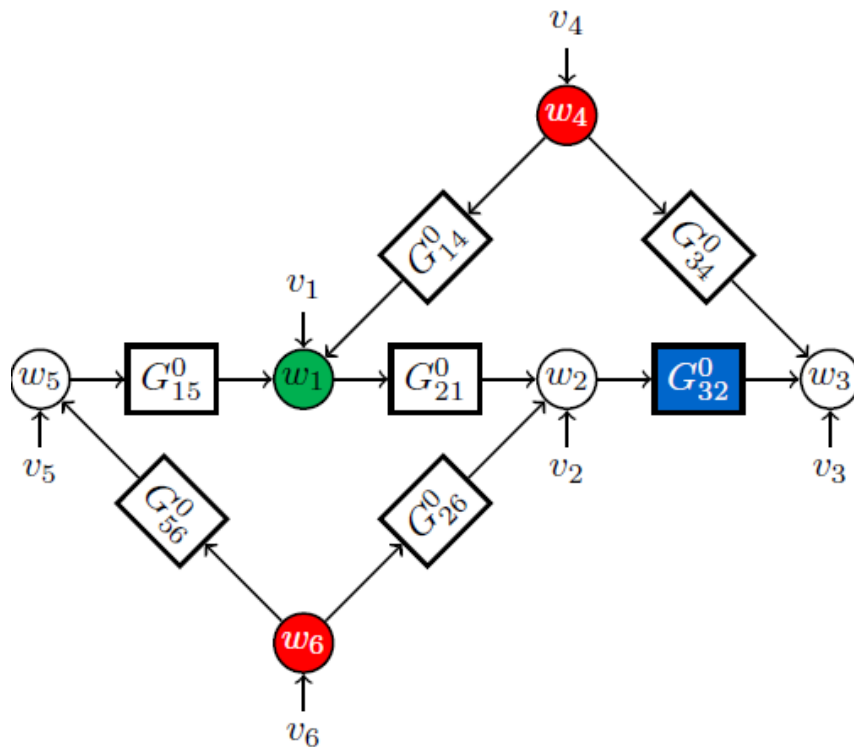 v₄
w₄
G⁰₁₄
G⁰₃₄
v₁
w₅
G⁰₁₅
w₁
G⁰₂₁
w₂
G⁰₃₂
w₃
v₅
v₂
v₃
G⁰₅₆
G⁰₂₆
w₆
v₆